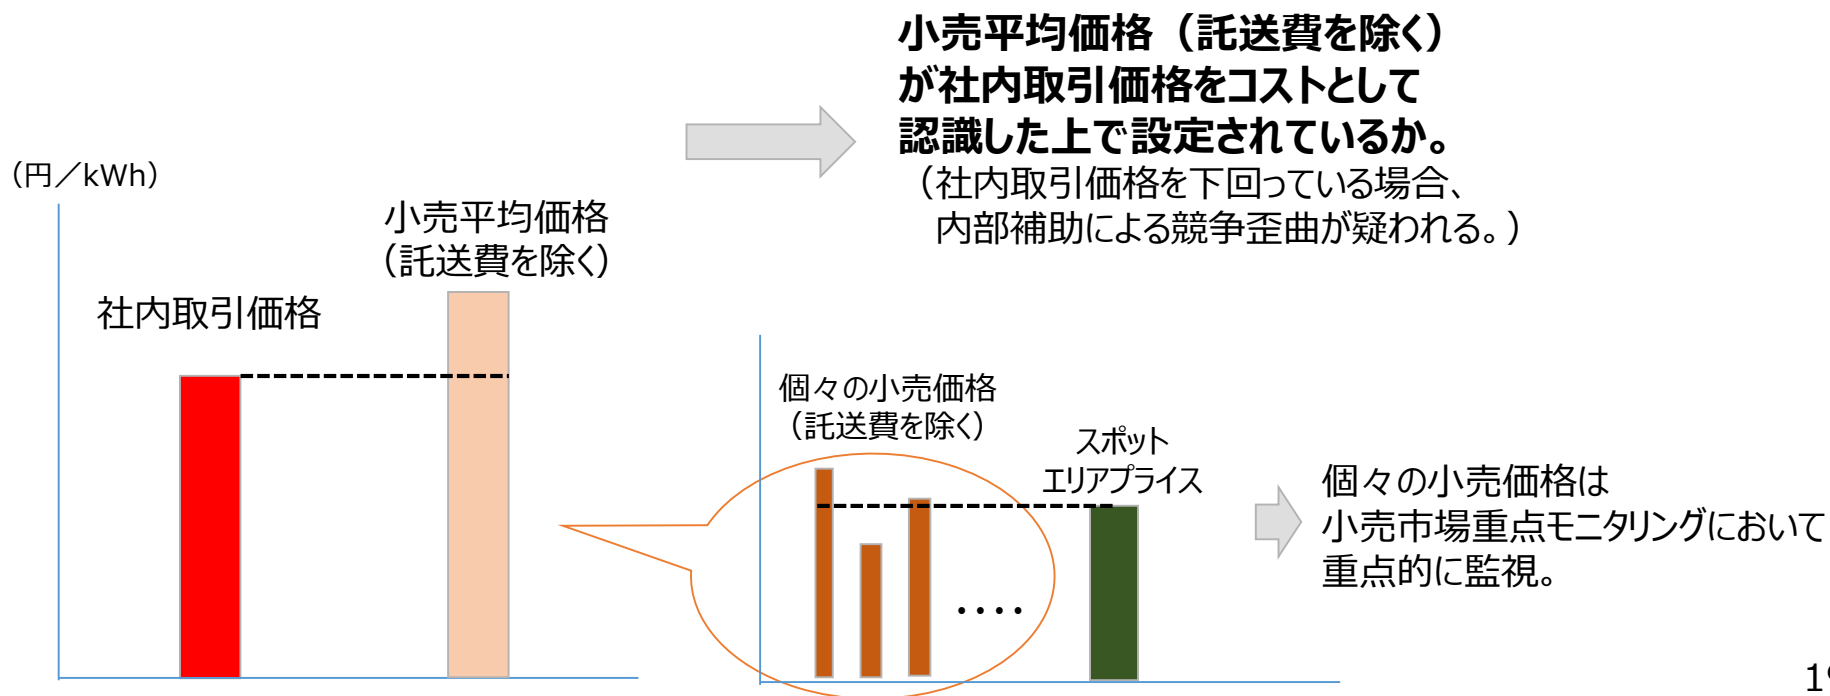 小売平均価格（託送費を除く）
が社内取引価格をコストとして
認識した上で設定されているか。
（社内取引価格を下回っている場合、
内部補助による競争歪曲が疑われる。）
（円／kWh）
小売平均価格
（託送費を除く）
社内取引価格
個々の小売価格
（託送費を除く）
スポット
エリアプライス
・・・・
個々の小売価格は
小売市場重点モニタリングにおいて
重点的に監視。